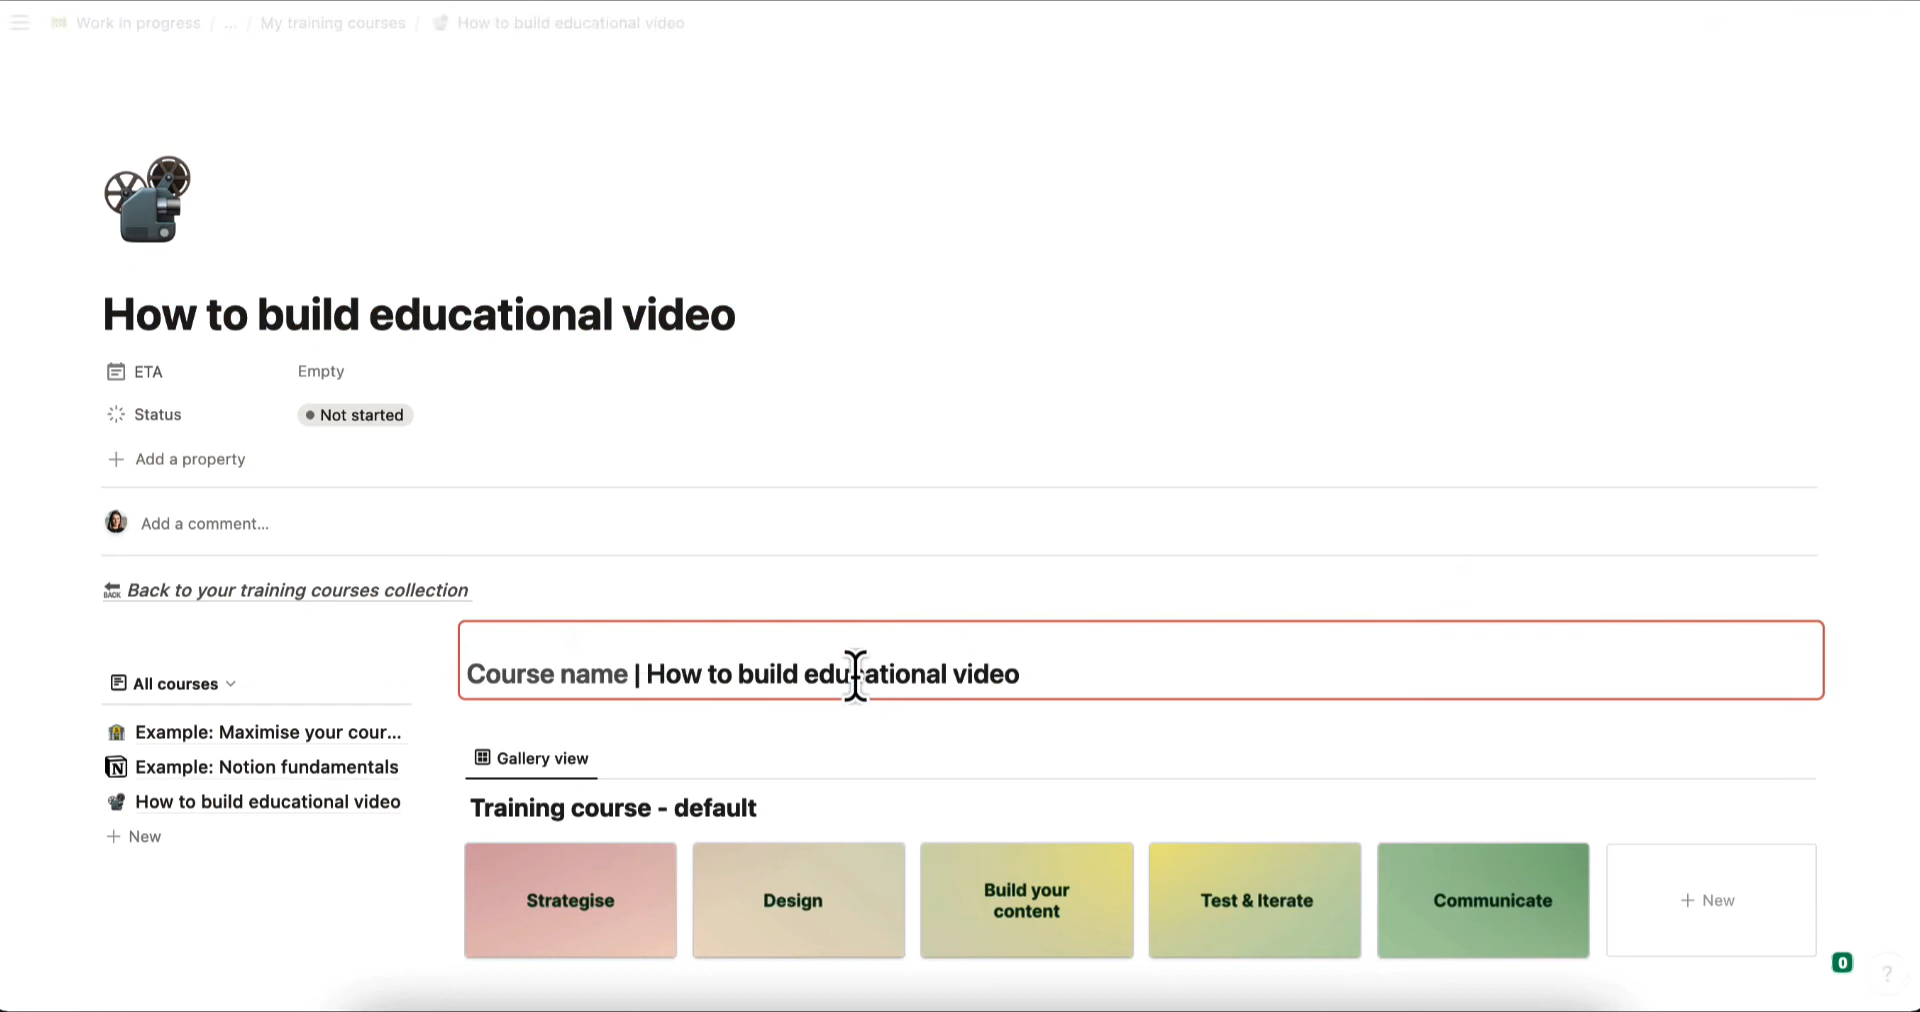 Work in progress / ... / My training courses / How to build educational video
How to build educational video
ETA Empty
Status Not started
Add a property
Add a comment...
BACK Back to your training courses collection
Course name | How to build educational video
All courses
Example: Maximise your cour...
Example: Notion fundamentals
How to build educational video
New
Gallery view
Training course - default
Strategise
Design
Build your
content
Test & Iterate
Communicate
+ New
0
?